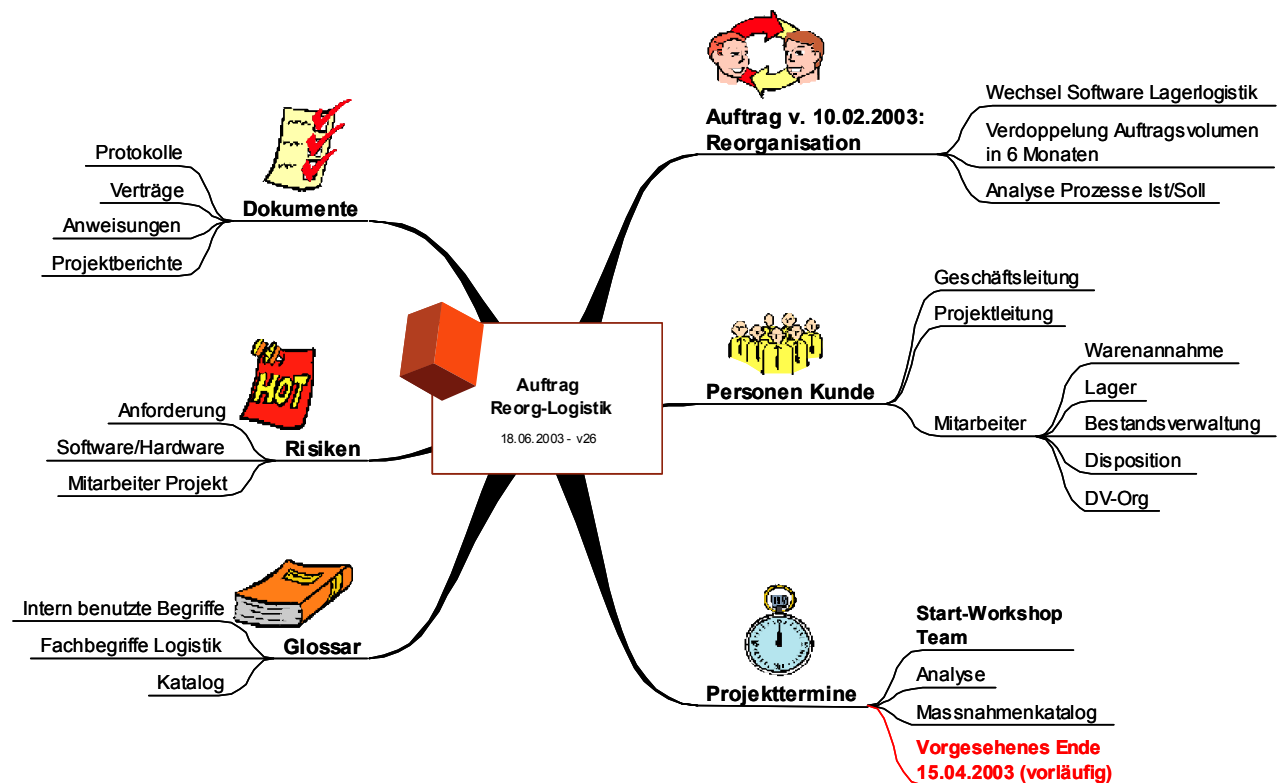 Auftrag
Reorg-Logistik
18.06.2003 - v26
Auftrag v. 10.02.2003:
Reorganisation
Wechsel Software Lagerlogistik
Verdoppelung Auftragsvolumen
in 6 Monaten
Analyse Prozesse Ist/Soll
Personen Kunde
Geschäftsleitung
Projektleitung
Mitarbeiter
Warenannahme
Lager
Bestandsverwaltung
Disposition
DV-Org
Projekttermine
Start-Workshop
Team
Analyse
Massnahmenkatalog
Vorgesehenes Ende
15.04.2003 (vorläufig)
Dokumente
Protokolle
Verträge
Anweisungen
Projektberichte
HOT
Risiken
Anforderung
Software/Hardware
Mitarbeiter Projekt
Glossar
Intern benutzte Begriffe
Fachbegriffe Logistik
Katalog